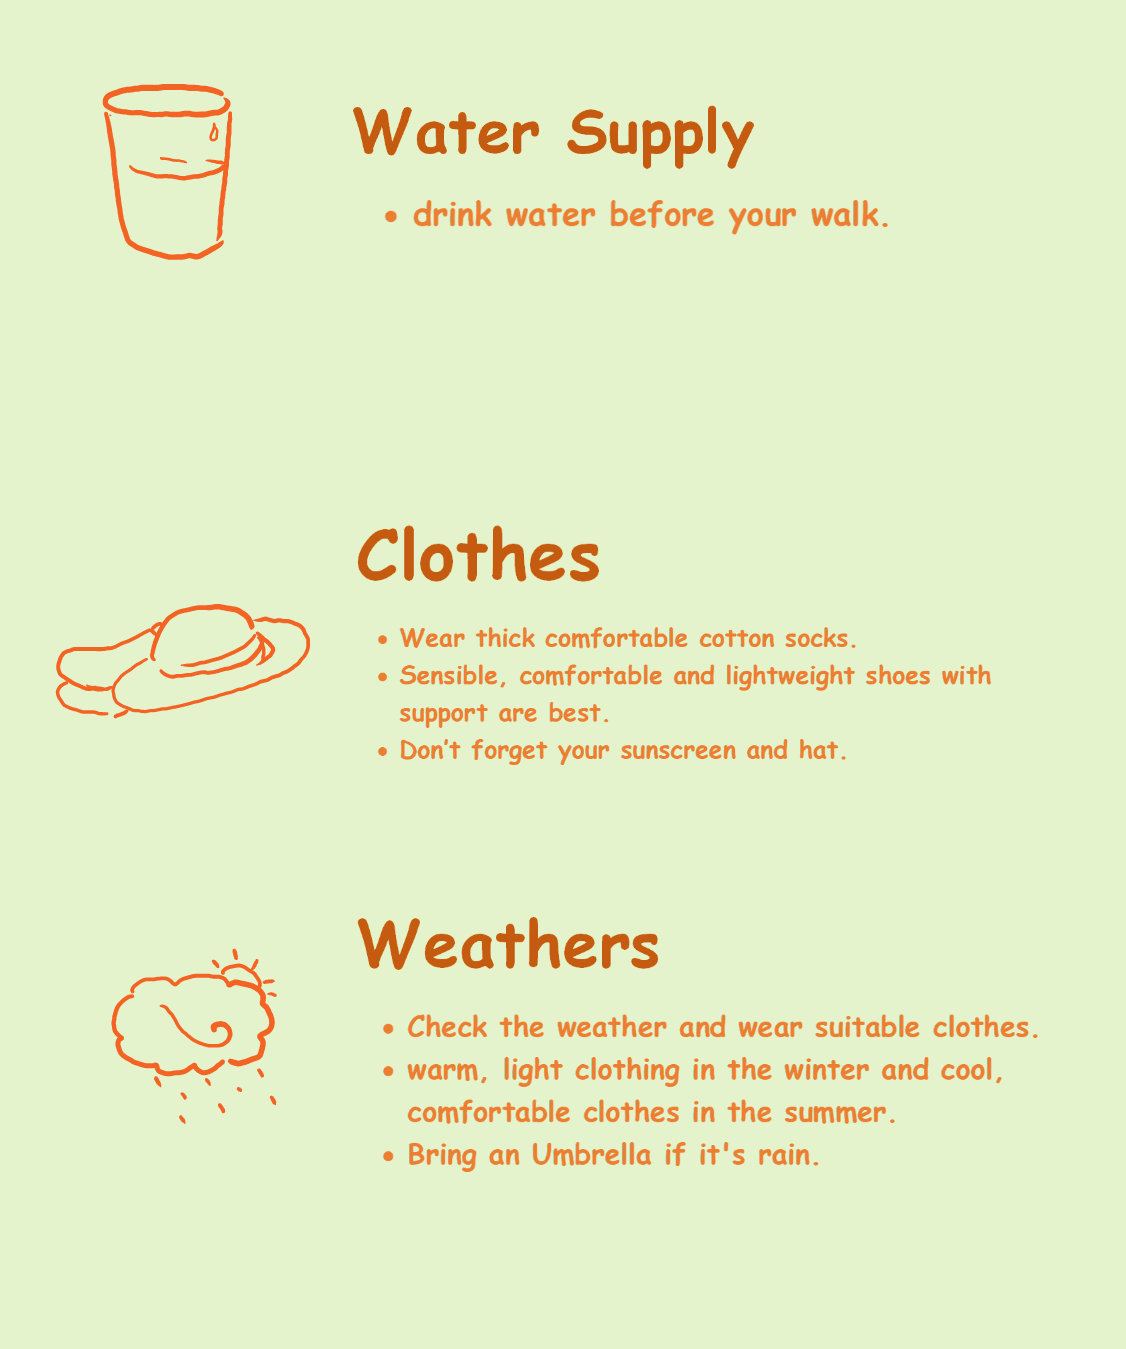 Water Supply
• drink water before your walk.
Clothes
• Wear thick comfortable cotton socks.
• Sensible, comfortable and lightweight shoes with
support are best.
• Don’t forget your sunscreen and hat.
Weathers
• Check the weather and wear suitable clothes.
• warm, light clothing in the winter and cool,
comfortable clothes in the summer.
• Bring an Umbrella if it's rain.